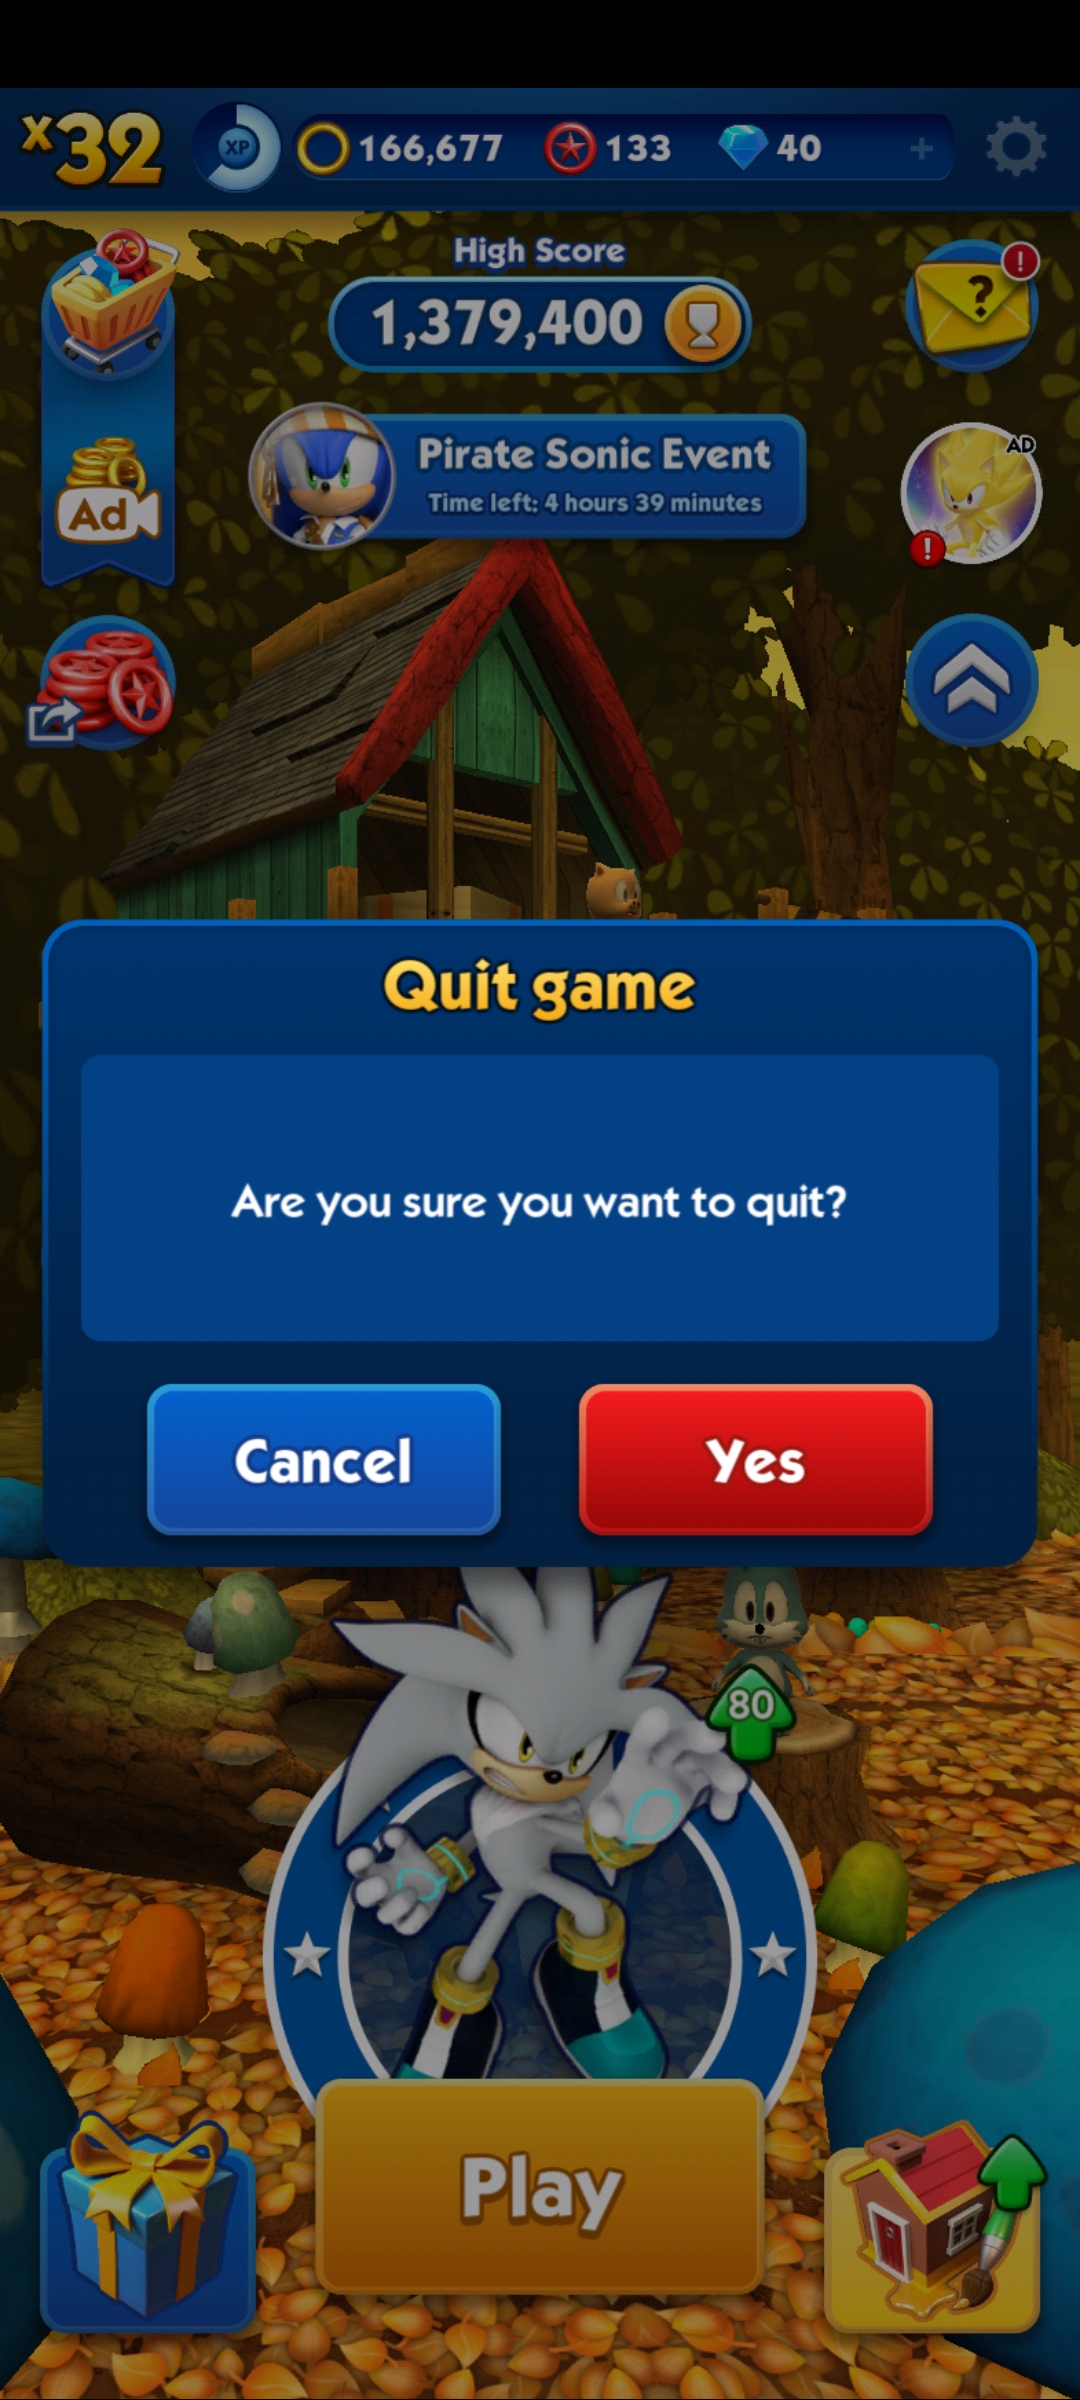 x32
XP
166,677
133
40
+
High Score
1,379,400
?
!
Pirate Sonic Event
Time left: 4 hours 39 minutes
AD
!
Ad
Quit game
Are you sure you want to quit?
Cancel
Yes
80
Play